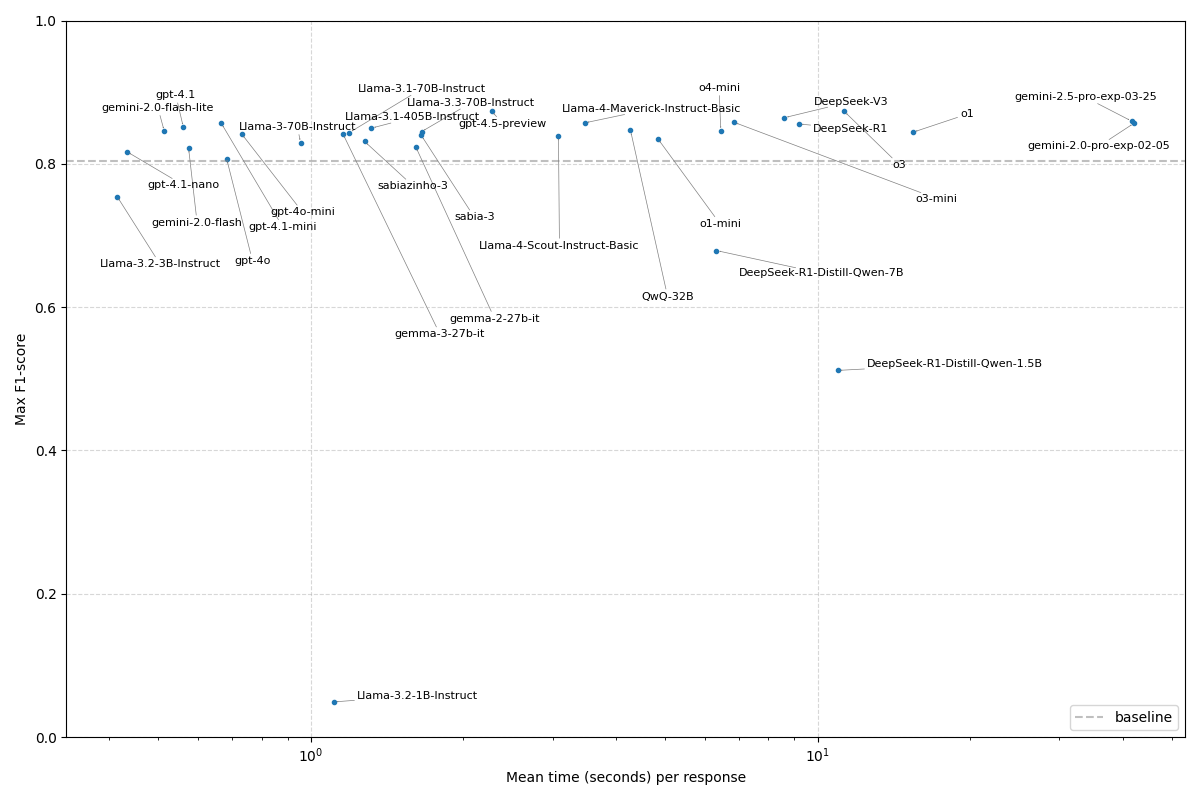 Max F1-score
1.0
0.8
0.6
0.4
0.2
0.0
o4-mini
Llama-3.1-70B-Instruct
gpt-4.1
gemini-2.5-pro-exp-03-25
DeepSeek-V3
Llama-3.3-70B-Instruct
gemini-2.0-flash-lite
Llama-4-Maverick-Instruct-Basic
o1
Llama-3.1-405B-Instruct
gpt-4.5-preview
Llama-3-70B-Instruct
DeepSeek-R1
gemini-2.0-pro-exp-02-05
o3
gpt-4.1-nano
sabiazinho-3
o3-mini
gpt-4o-mini
sabia-3
gemini-2.0-flash
o1-mini
gpt-4.1-mini
Llama-4-Scout-Instruct-Basic
gpt-4o
Llama-3.2-3B-Instruct
DeepSeek-R1-Distill-Qwen-7B
QwQ-32B
gemma-2-27b-it
gemma-3-27b-it
DeepSeek-R1-Distill-Qwen-1.5B
Llama-3.2-1B-Instruct
baseline
10⁰
10¹
Mean time (seconds) per response